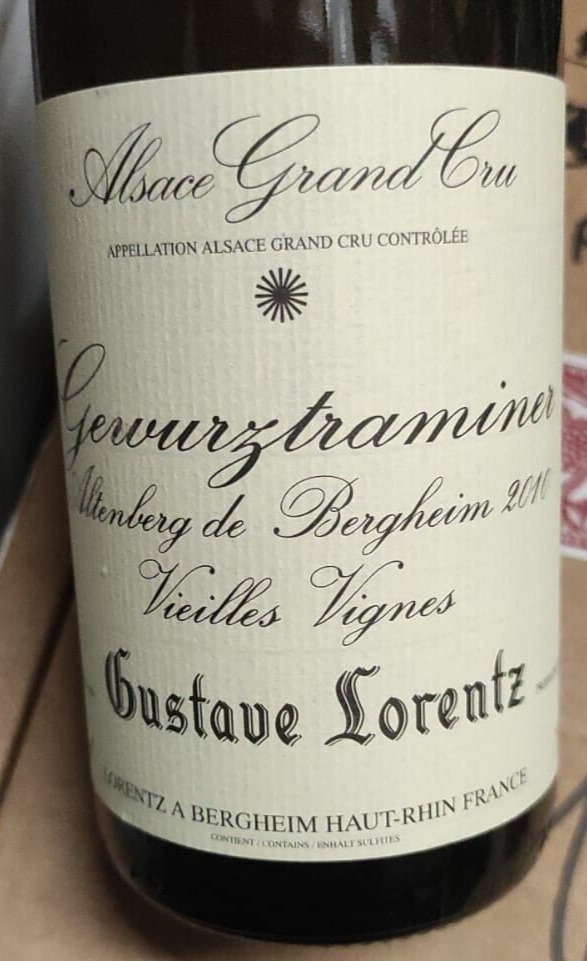 Alsace Grand Cru
APPELLATION ALSACE GRAND CRU CONTRÔLÉE
Gewurztraminer
Altenberg de Bergheim 2010
Vieilles Vignes
Gustave Lorentz
LORENTZ A BERGHEIM HAUT-RHIN FRANCE
CONTIENT / CONTAINS / ENHALT SULFITES